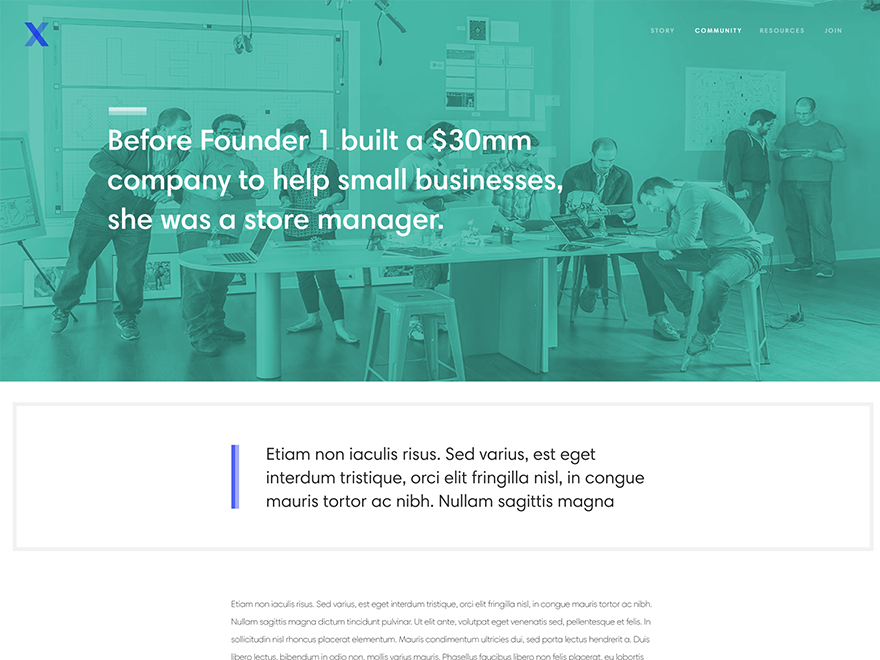 X
STORY COMMUNITY RESOURCES JOIN
LETS
Before Founder 1 built a $30mm
company to help small businesses,
she was a store manager.
Etiam non iaculis risus. Sed varius, est eget
interdum tristique, orci elit fringilla nisl, in congue
mauris tortor ac nibh. Nullam sagittis magna
Etiam non iaculis risus. Sed varius, est eget interdum tristique, orci elit fringilla nisl, in congue mauris tortor ac nibh.
Nullam sagittis magna dictum tincidunt pulvinar. Ut elit ante, volutpat eget venenatis sed, pellentesque et felis. In
sollicitudin nisl rhoncus placerat elementum. Mauris condimentum ultricies dui, sed porta lectus hendrerit a. Duis
libero lectus, bibendum in odio non, mollis varius mauris. Phasellus faucibus libero non felis placerat, eu lobortis